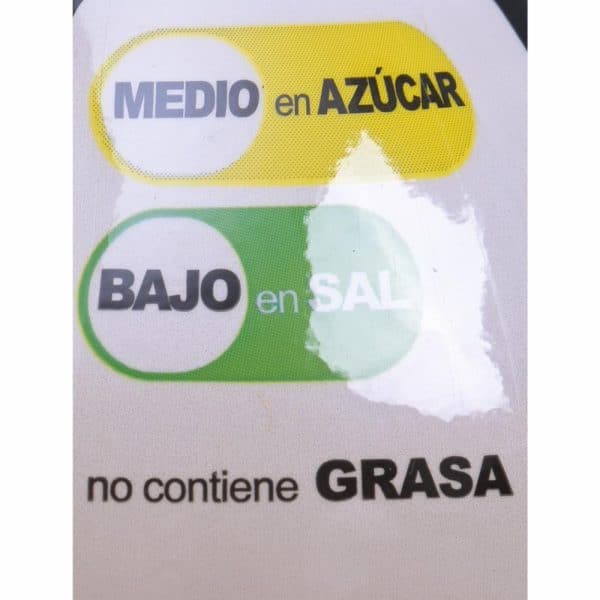 MEDIO en AZÚCAR
BAJO en SAL
no contiene GRASA